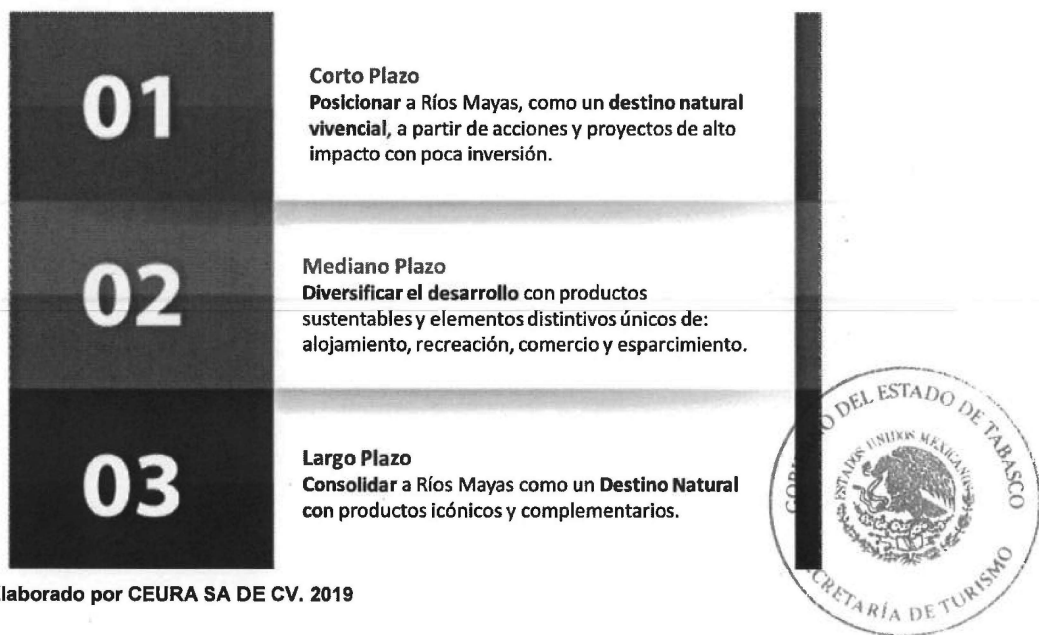 01
Corto Plazo
Posicionar a Ríos Mayas, como un destino natural
vivencial, a partir de acciones y proyectos de alto
impacto con poca inversión.
02
Mediano Plazo
Diversificar el desarrollo con productos
sustentables y elementos distintivos únicos de:
alojamiento, recreación, comercio y esparcimiento.
03
Largo Plazo
Consolidar a Ríos Mayas como un Destino Natural
con productos icónicos y complementarios.
DEL ESTADO DE TABASCO
ESTADOS UNIDOS MEXICANOS
CRETARÍA DE TURISMO
laborado por CEURA SA DE CV. 2019